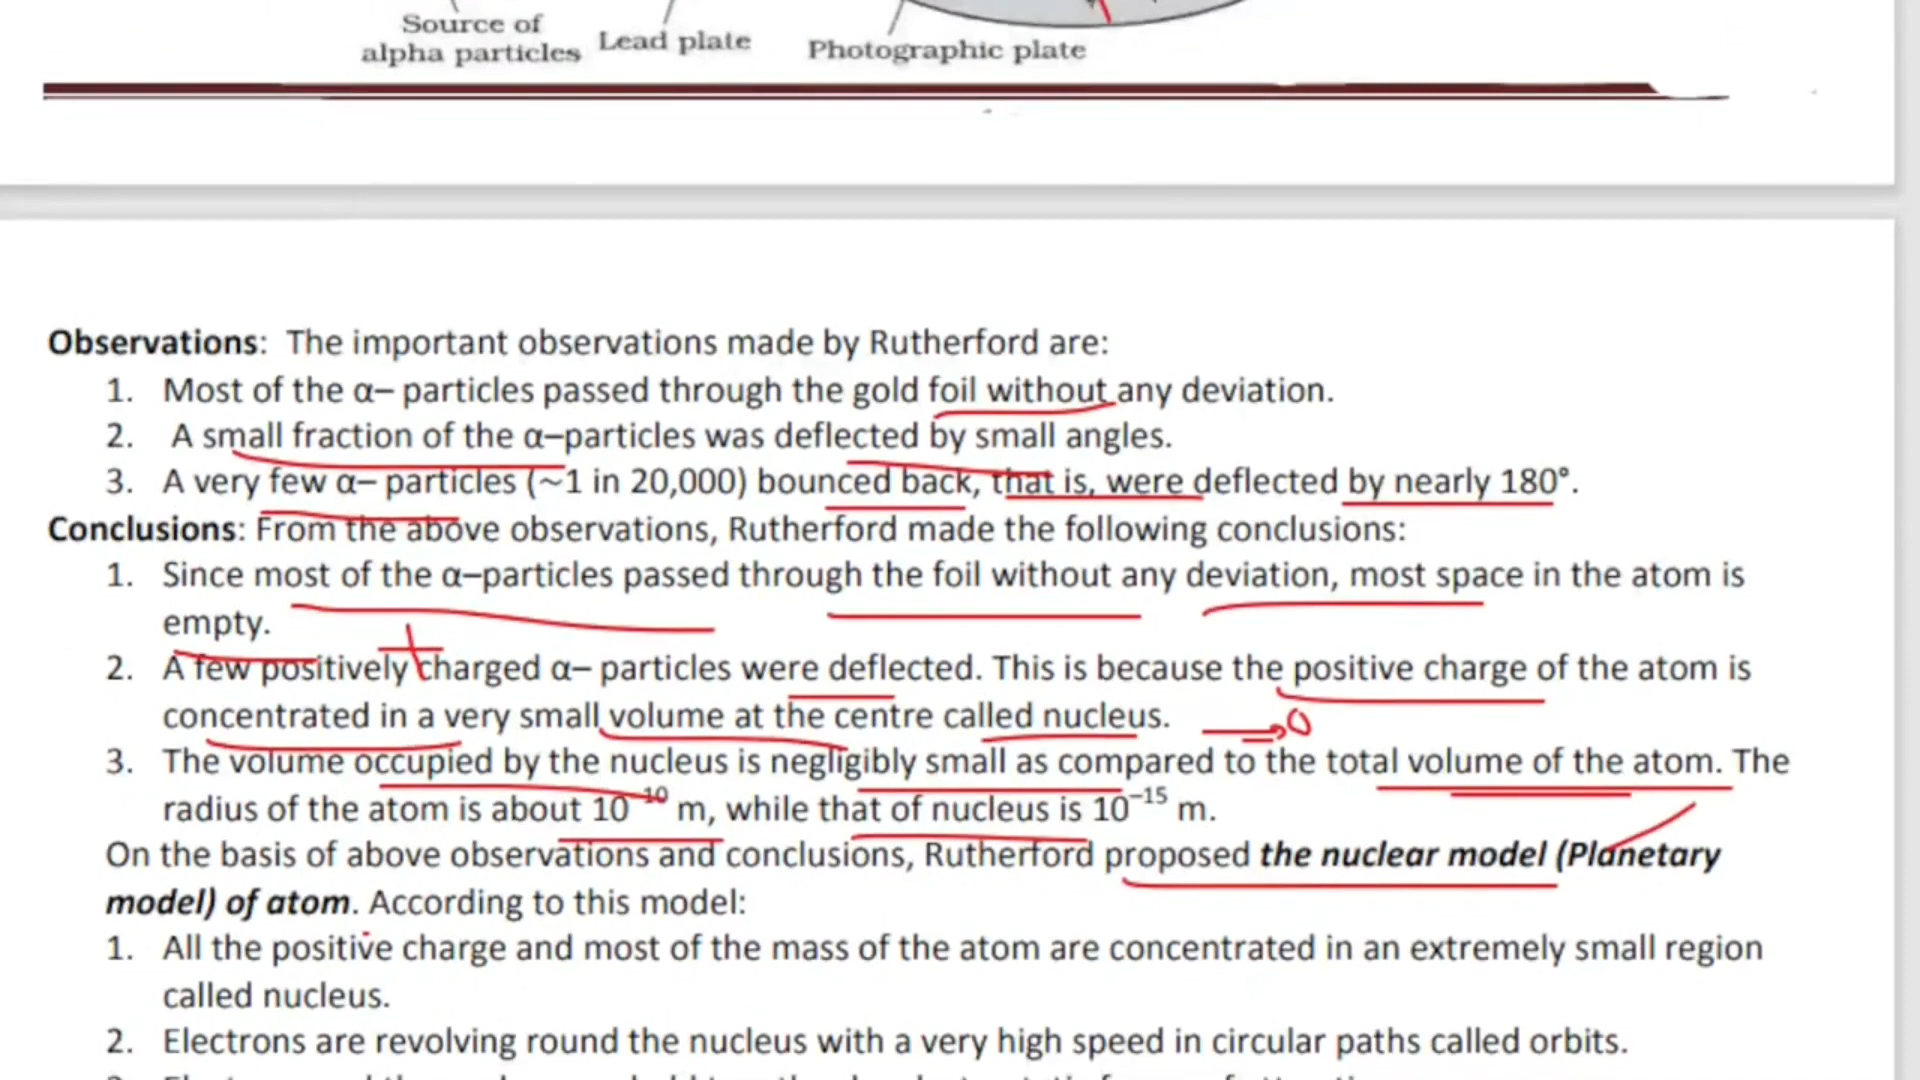 Source of
alpha particles
Lead plate
Photographic plate
Observations: The important observations made by Rutherford are:
1. Most of the α– particles passed through the gold foil without any deviation.
2. A small fraction of the α–particles was deflected by small angles.
3. A very few α– particles (~1 in 20,000) bounced back, that is, were deflected by nearly 180°.
Conclusions: From the above observations, Rutherford made the following conclusions:
1. Since most of the α–particles passed through the foil without any deviation, most space in the atom is
empty.
2. A few positively charged α– particles were deflected. This is because the positive charge of the atom is
concentrated in a very small volume at the centre called nucleus.
3. The volume occupied by the nucleus is negligibly small as compared to the total volume of the atom. The
radius of the atom is about 10⁻¹⁰ m, while that of nucleus is 10⁻¹⁵ m.
On the basis of above observations and conclusions, Rutherford proposed the nuclear model (Planetary
model) of atom. According to this model:
1. All the positive charge and most of the mass of the atom are concentrated in an extremely small region
called nucleus.
2. Electrons are revolving round the nucleus with a very high speed in circular paths called orbits.